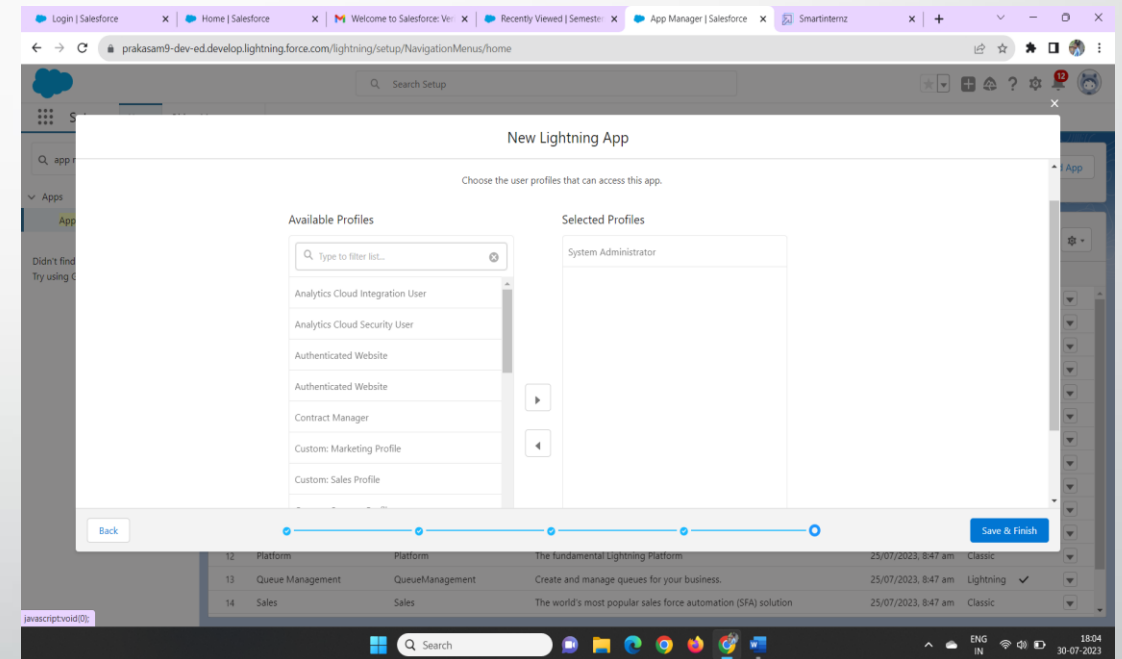 Login | Salesforce
Home | Salesforce
Welcome to Salesforce: Ver
Recently Viewed | Semester
App Manager | Salesforce
Smartinternz
prakasam9-dev-ed.develop.lightning.force.com/lightning/setup/NavigationMenus/home
Search Setup
12
New Lightning App
app
App
Choose the user profiles that can access this app.
Apps
Available Profiles
Selected Profiles
App
Type to filter list...
System Administrator
Didn't find
Try using
Analytics Cloud Integration User
Analytics Cloud Security User
Authenticated Website
Authenticated Website
Contract Manager
Custom: Marketing Profile
Custom: Sales Profile
Back
Save & Finish
12 Platform Platform The fundamental Lightning Platform 25/07/2023, 8:47 am Classic
13 Queue Management QueueManagement Create and manage queues for your business. 25/07/2023, 8:47 am Lightning
14 Sales Sales The world's most popular sales force automation (SFA) solution 25/07/2023, 8:47 am Classic
javascript:void(0);
Search
ENG
IN
18:04
30-07-2023